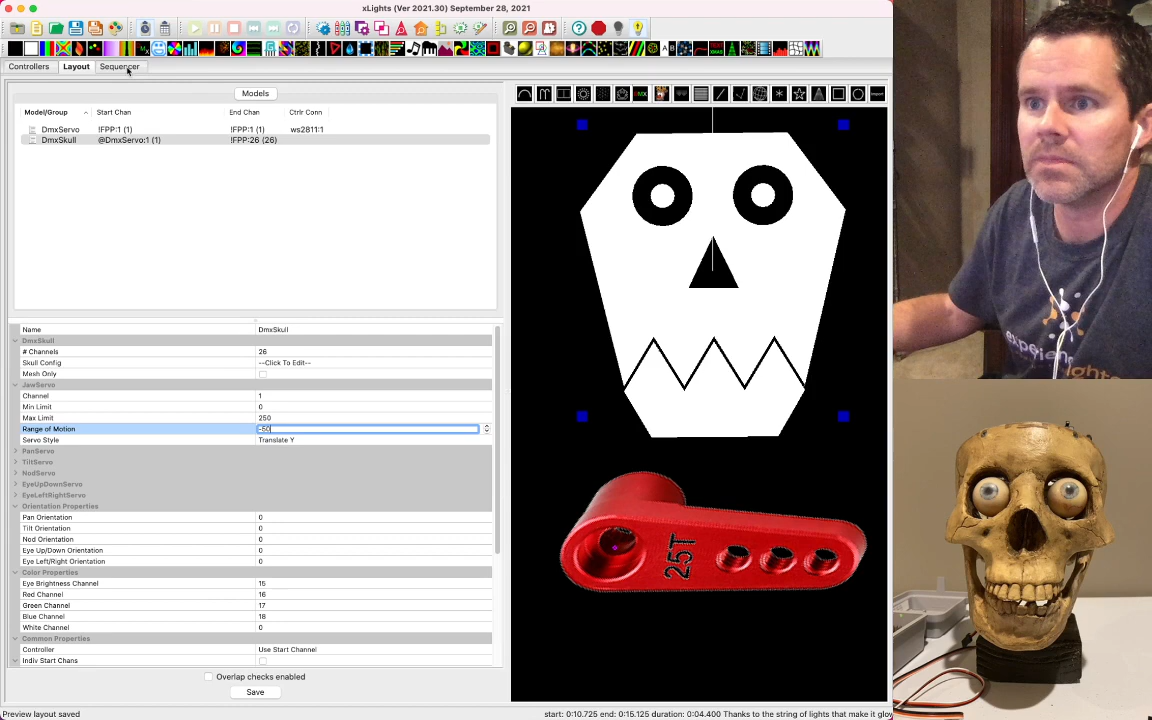 xLights (Ver 2021.30) September 28, 2021
Controllers
Layout
Sequencer
Models
Model/Group Start Chan End Chan Ctrlr Conn
DmxServo !FPP:1 (1) !FPP:1 (1) ws2811:1
DmxSkull @DmxServo:1 (1) !FPP:26 (26)
Name DmxSkull
DmxSkull
# Channels 26
Skull Config --Click To Edit--
Mesh Only
JawServo
Channel 1
Min Limit 0
Max Limit 250
Range of Motion -50
Servo Style Translate Y
PanServo
TiltServo
NodServo
EyeUpDownServo
EyeLeftRightServo
Orientation Properties
Pan Orientation 0
Tilt Orientation 0
Nod Orientation 0
Eye Up/Down Orientation 0
Eye Left/Right Orientation 0
Color Properties
Eye Brightness Channel 15
Red Channel 16
Green Channel 17
Blue Channel 18
White Channel 0
Common Properties
Controller Use Start Channel
Indiv Start Chans
Overlap checks enabled
Save
Preview layout saved
start: 0:10.725 end: 0:15.125 duration: 0:04.400 Thanks to the string of lights that make it glow
25T
experience
lights